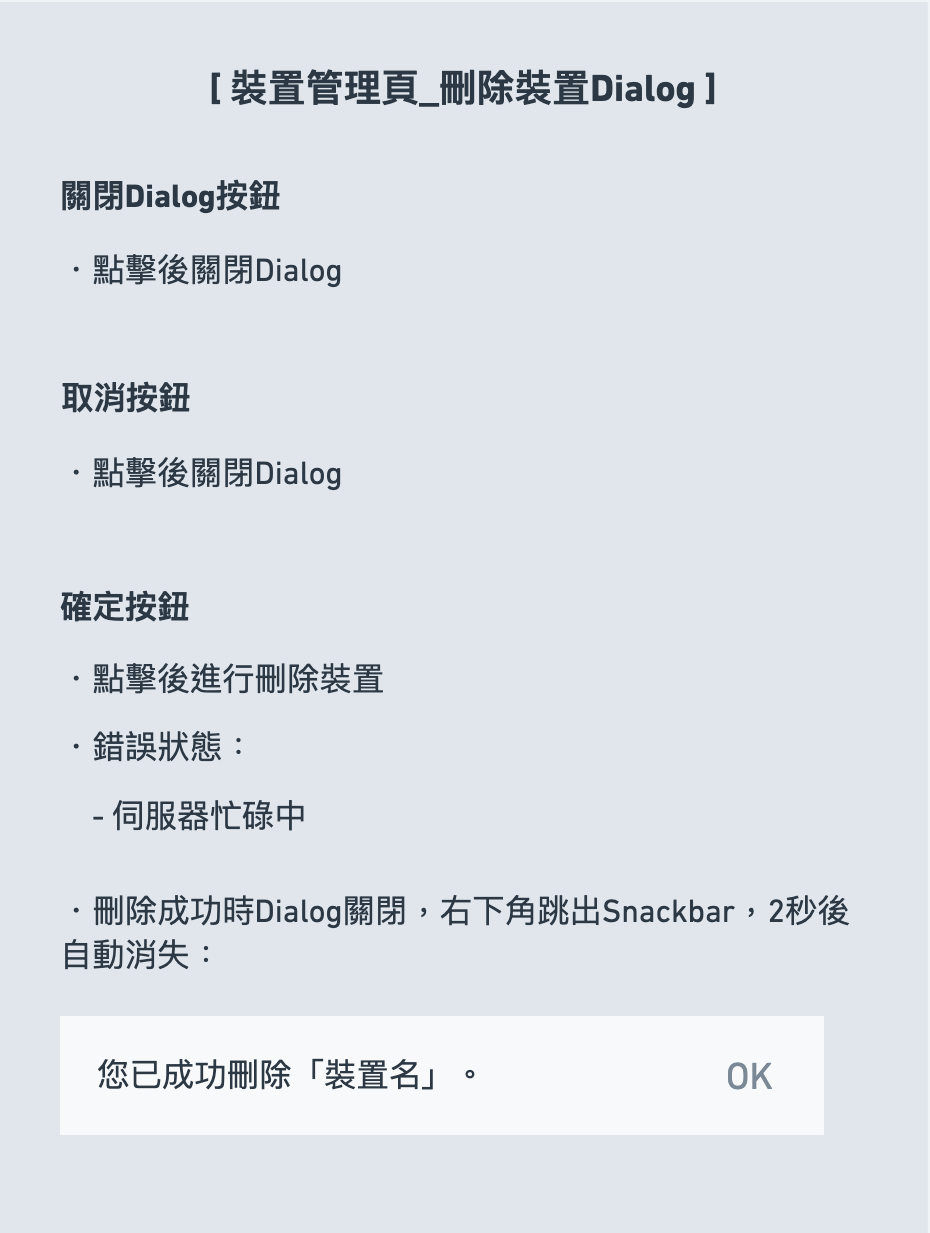 [ 裝置管理頁_刪除裝置Dialog ]
關閉Dialog按鈕
・點擊後關閉Dialog
取消按鈕
・點擊後關閉Dialog
確定按鈕
・點擊後進行刪除裝置
・錯誤狀態：
- 伺服器忙碌中
・刪除成功時Dialog關閉，右下角跳出Snackbar，2秒後
自動消失：
您已成功刪除「裝置名」。 OK